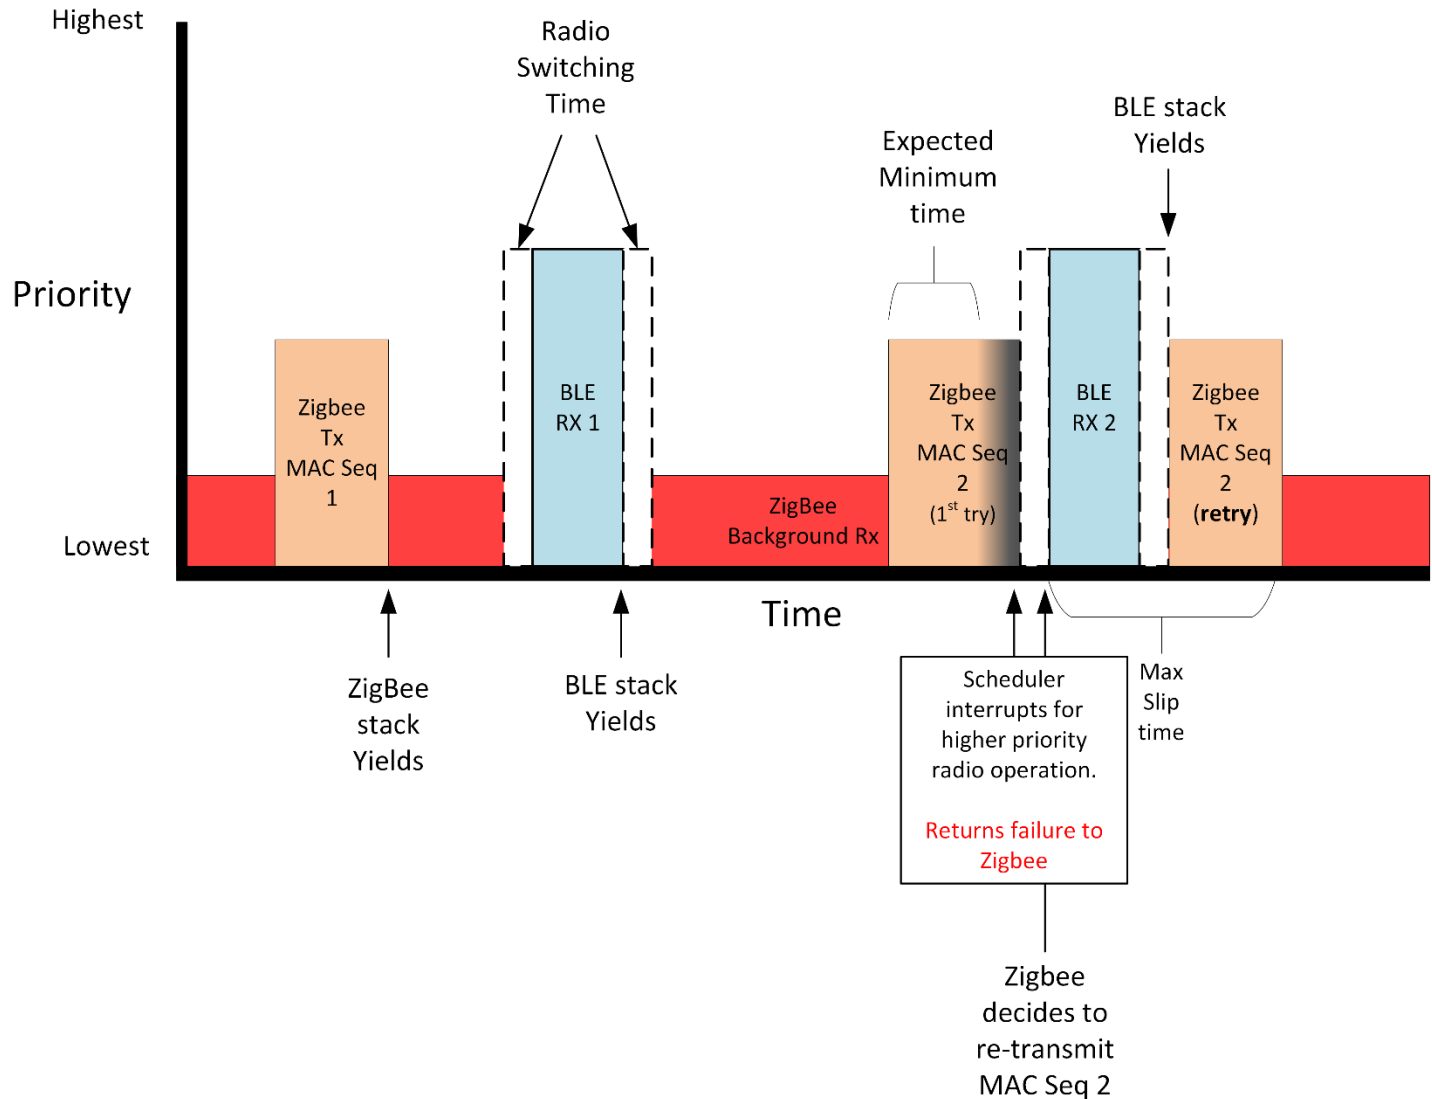 Highest
Radio
Switching
Time
BLE stack
Yields
Expected
Minimum
time
Priority
Zigbee
Tx
MAC Seq
1
BLE
RX 1
ZigBee
Background Rx
Zigbee
Tx
MAC Seq
2
(1st try)
BLE
RX 2
Zigbee
Tx
MAC Seq
2
(retry)
Lowest
Time
ZigBee
stack
Yields
BLE stack
Yields
Scheduler
interrupts for
higher priority
radio operation.
Returns failure to
Zigbee
Max
Slip
time
Zigbee
decides to
re-transmit
MAC Seq 2